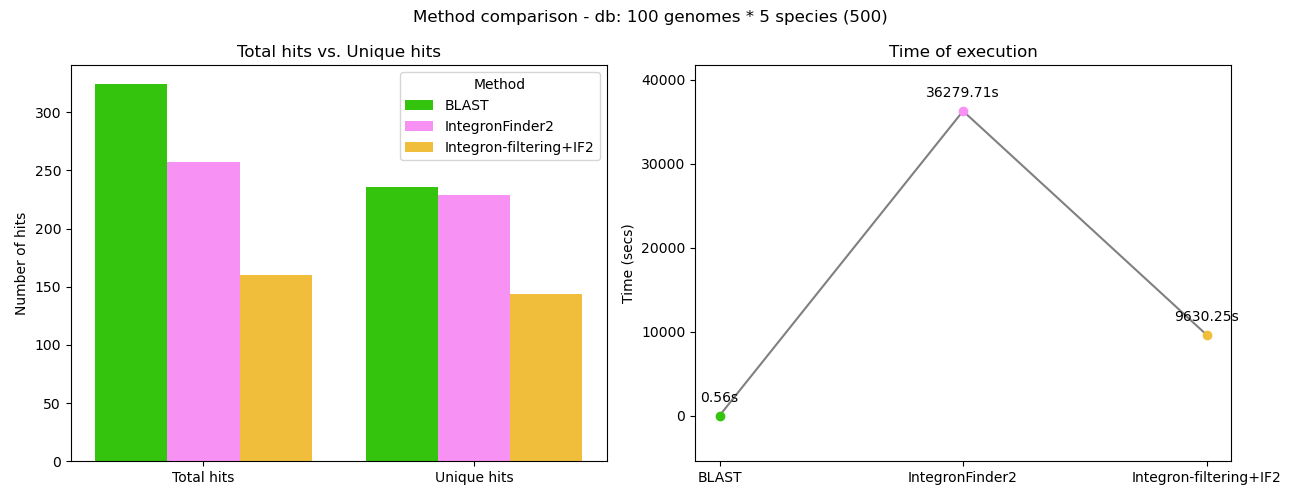 Method comparison - db: 100 genomes * 5 species (500)
Total hits vs. Unique hits
Number of hits
300
250
200
150
100
50
0
Total hits
Unique hits
Method
BLAST
IntegronFinder2
Integron-filtering+IF2
Time of execution
Time (secs)
40000
30000
20000
10000
0
0.56s
36279.71s
9630.25s
BLAST
IntegronFinder2
Integron-filtering+IF2